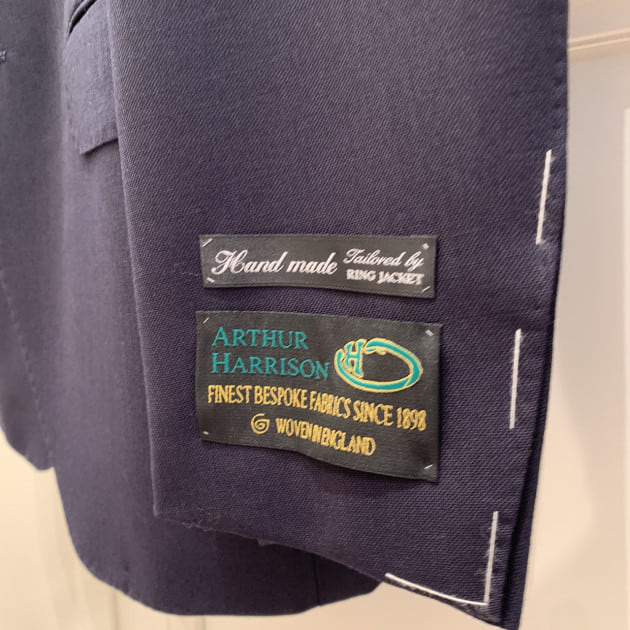 Hand made Tailored by
RING JACKET
ARTHUR
HARRISON
FINEST BESPOKE FABRICS SINCE 1898
WOVEN IN ENGLAND